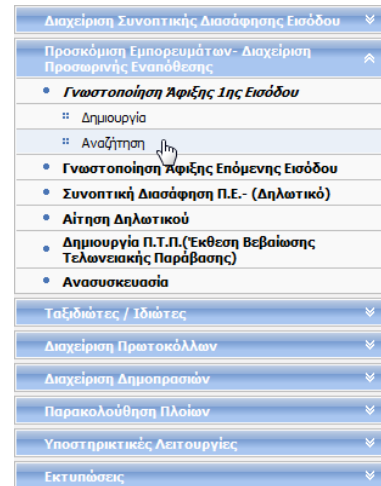 Διαχείριση Συνοπτικής Διασάφησης Εισόδου
Προσκόμιση Εμπορευμάτων- Διαχείριση
Προσωρινής Εναπόθεσης
Γνωστοποίηση Άφιξης 1ης Εισόδου
Δημιουργία
Αναζήτηση
Γνωστοποίηση Άφιξης Επόμενης Εισόδου
Συνοπτική Διασάφηση Π.Ε.- (Δηλωτικό)
Αίτηση Δηλωτικού
Δημιουργία Π.Τ.Π.(Έκθεση Βεβαίωσης
Τελωνειακής Παράβασης)
Ανασυσκευασία
Ταξιδιώτες / Ιδιώτες
Διαχείριση Πρωτοκόλλων
Διαχείριση Δημοπρασιών
Παρακολούθηση Πλοίων
Υποστηρικτικές Λειτουργίες
Εκτυπώσεις